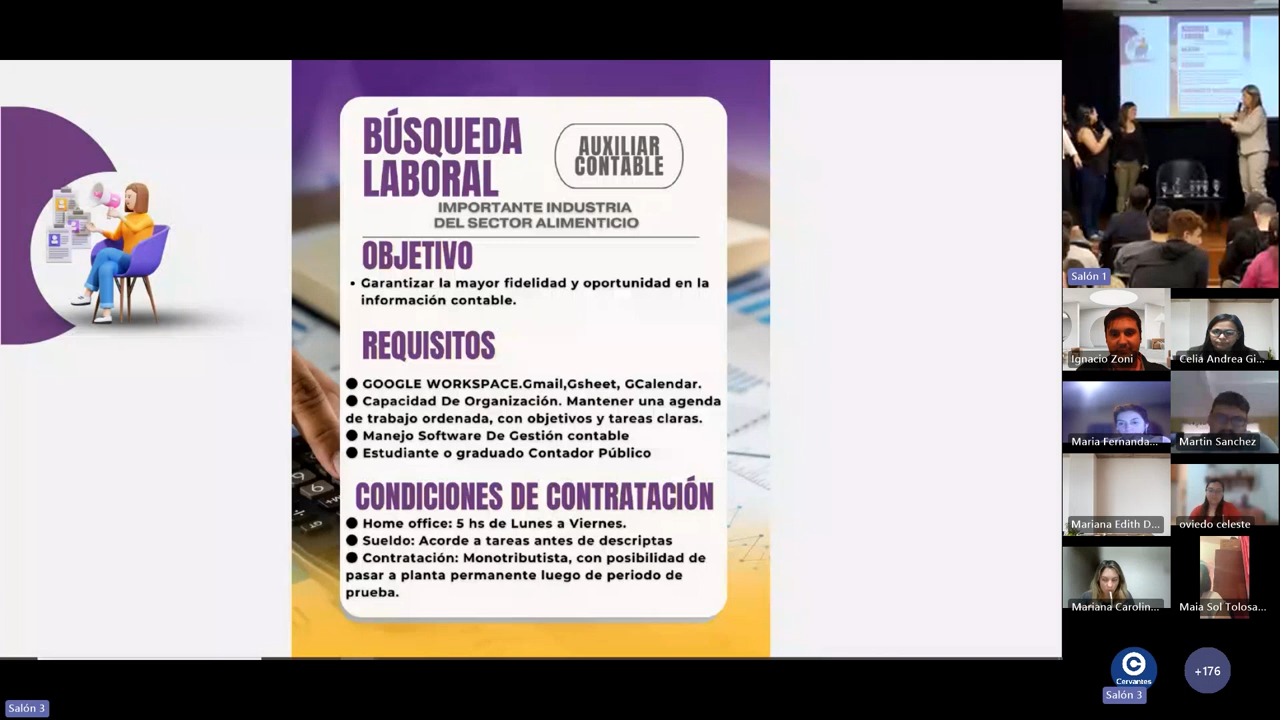 BÚSQUEDA
LABORAL
AUXILIAR
CONTABLE
IMPORTANTE INDUSTRIA
DEL SECTOR ALIMENTICIO
OBJETIVO
• Garantizar la mayor fidelidad y oportunidad en la
información contable.
REQUISITOS
● GOOGLE WORKSPACE.Gmail,Gsheet, GCalendar.
● Capacidad De Organización. Mantener una agenda
de trabajo ordenada, con objetivos y tareas claras.
● Manejo Software De Gestión contable
● Estudiante o graduado Contador Público
CONDICIONES DE CONTRATACIÓN
● Home office: 5 hs de Lunes a Viernes.
● Sueldo: Acorde a tareas antes de descriptas
● Contratación: Monotributista, con posibilidad de
pasar a planta permanente luego de periodo de
prueba.
Salón 3
BÚSQUEDA
LABORAL
Salón 1
Ignacio Zoni
Celia Andrea Gi...
Maria Fernanda...
Martin Sanchez
Mariana Edith D...
oviedo celeste
Mariana Carolin...
Maia Sol Tolosa...
Cervantes
Salón 3
+176